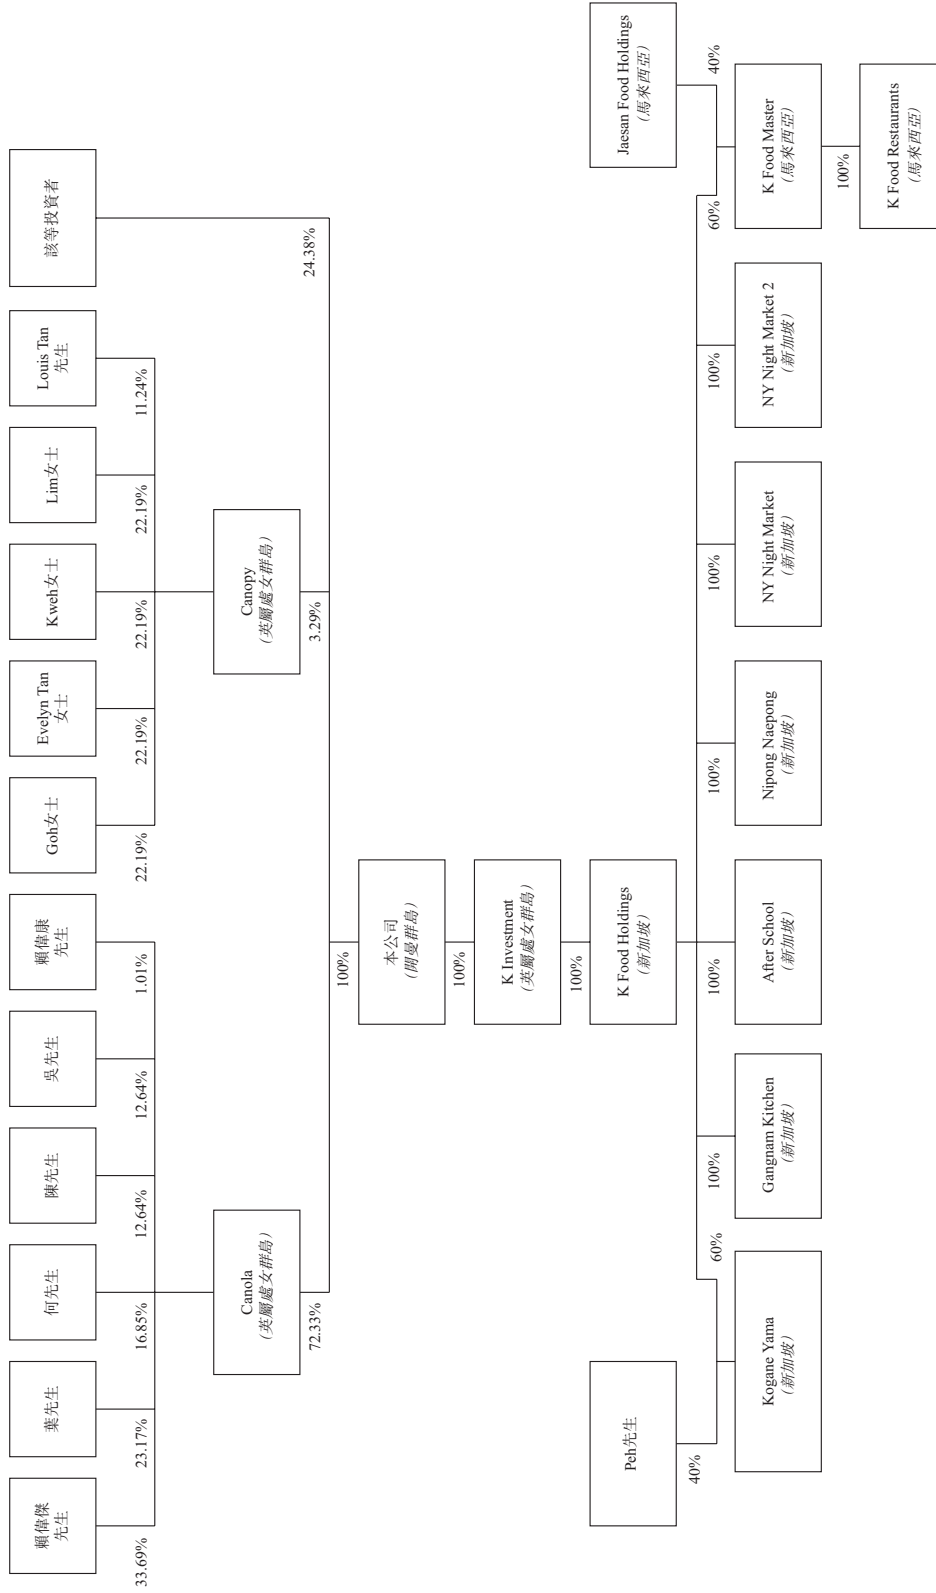 賴偉傑
先生
葉先生
何先生
陳先生
吳先生
賴偉康
先生
Goh女士
Evelyn Tan
女士
Kweh女士
Lim女士
Louis Tan
先生
該等投資者
33.69%
23.17%
16.85%
12.64%
12.64%
1.01%
22.19%
22.19%
22.19%
22.19%
11.24%
24.38%
Canola
(英屬處女群島)
Canopy
(英屬處女群島)
72.33%
3.29%
100%
本公司
(開曼群島)
100%
K Investment
(英屬處女群島)
100%
Peh先生
K Food Holdings
(新加坡)
Jaesan Food Holdings
(馬來西亞)
40%
60%
100%
100%
100%
100%
100%
60%
40%
Kogane Yama
(新加坡)
Gangnam Kitchen
(新加坡)
After School
(新加坡)
Nipong Naepong
(新加坡)
NY Night Market
(新加坡)
NY Night Market 2
(新加坡)
K Food Master
(馬來西亞)
100%
K Food Restaurants
(馬來西亞)